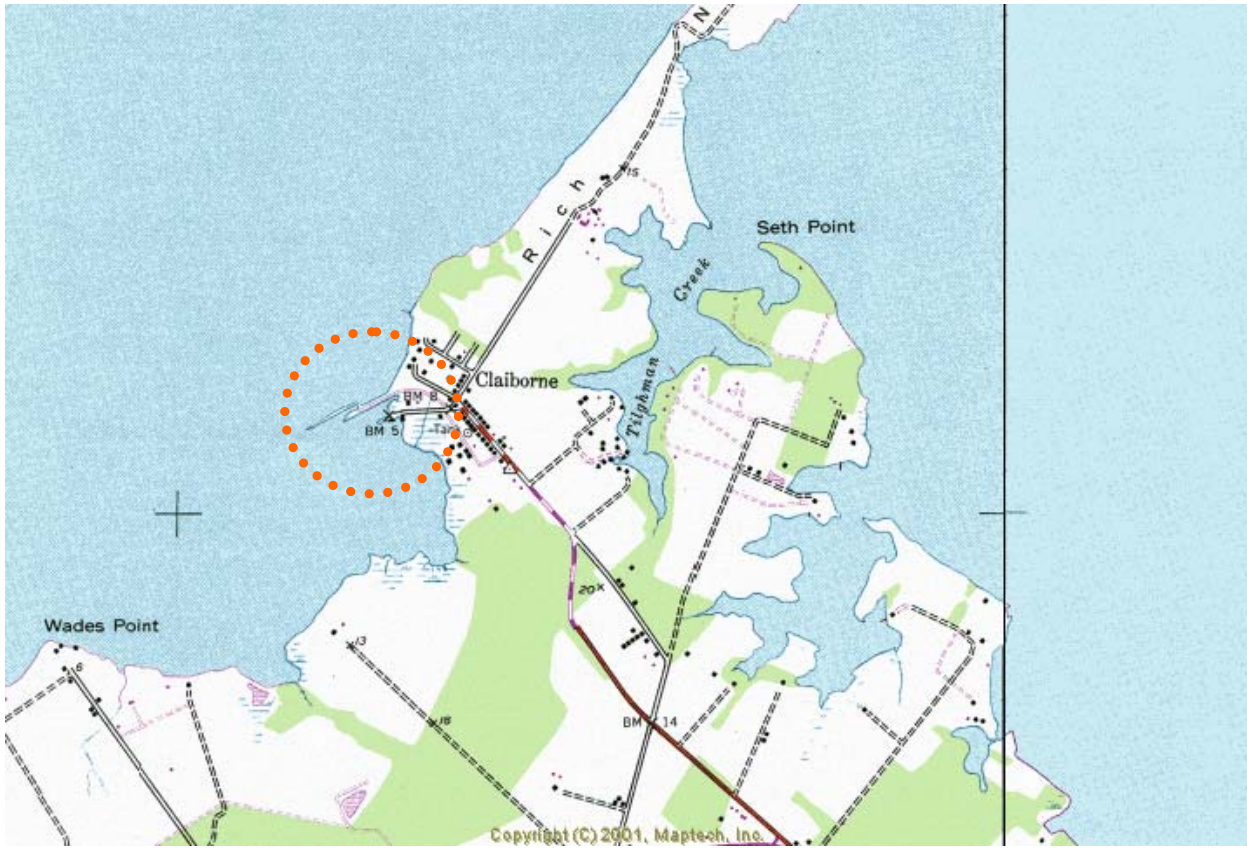 N
Rich
15
Seth Point
Creek
Tilghman
Claiborne
BM 8
BM 5
Tank
20
Wades Point
13
6
18
BM 14
Copyright (C) 2001, Maptech, Inc.